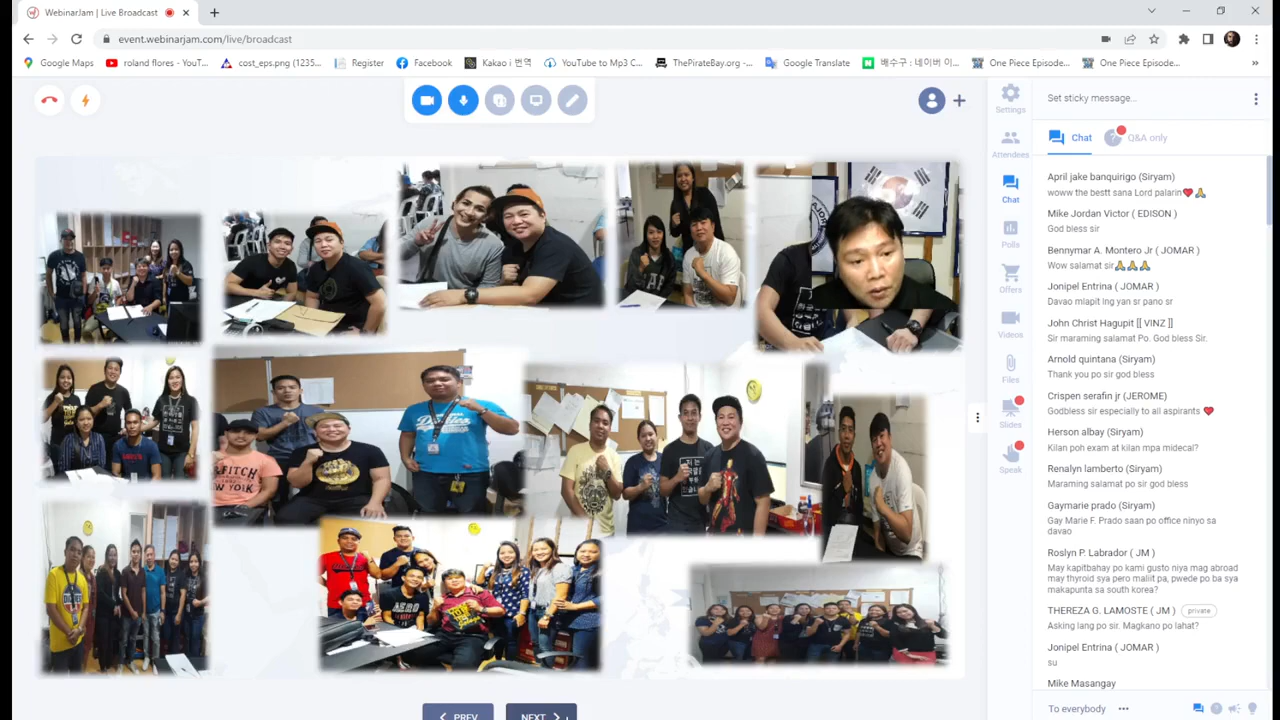 WebinarJam | Live Broadcast
event.webinarjam.com/live/broadcast
Google Maps
roland flores - YouT...
cost_eps.png (1235...
Register
Facebook
Kakao i 번역
YouTube to Mp3 C...
ThePirateBay.org -...
Google Translate
배수구 : 네이버 이...
One Piece Episode...
One Piece Episode...
»
Settings
Attendees
Chat
Polls
Offers
Videos
Files
Slides
Speak
Set sticky message...
Chat
Q&A only
April jake banquirigo (Siryam)
woww the bestt sana Lord palarin❤️🙏
Mike Jordan Victor ( EDISON )
God bless sir
Bennymar A. Montero Jr ( JOMAR )
Wow salamat sir🙏🙏🙏
Jonipel Entrina ( JOMAR )
Davao mlapit lng yan sr pano sr
John Christ Hagupit [[ VINZ ]]
Sir maraming salamat Po. God bless Sir.
Arnold quintana (Siryam)
Thank you po sir god bless
Crispen serafin jr (JEROME)
Godbless sir especially to all aspirants ❤️
Herson albay (Siryam)
Kilan poh exam at kilan mpa midecal?
Renalyn lamberto (Siryam)
Maraming salamat po sir god bless
Gaymarie prado (Siryam)
Gay Marie F. Prado saan po office ninyo sa
davao
Roslyn P. Labrador ( JM )
May kapitbahay po kami gusto niya mag abroad
may thyroid sya pero maliit pa, pwede po ba sya
makapunta sa south korea?
THEREZA G. LAMOSTE ( JM ) private
Asking lang po sir. Magkano po lahat?
Jonipel Entrina ( JOMAR )
su
Mike Masangay
To everybody
FITCH
NEW YORK
AERO
PREV
NEXT